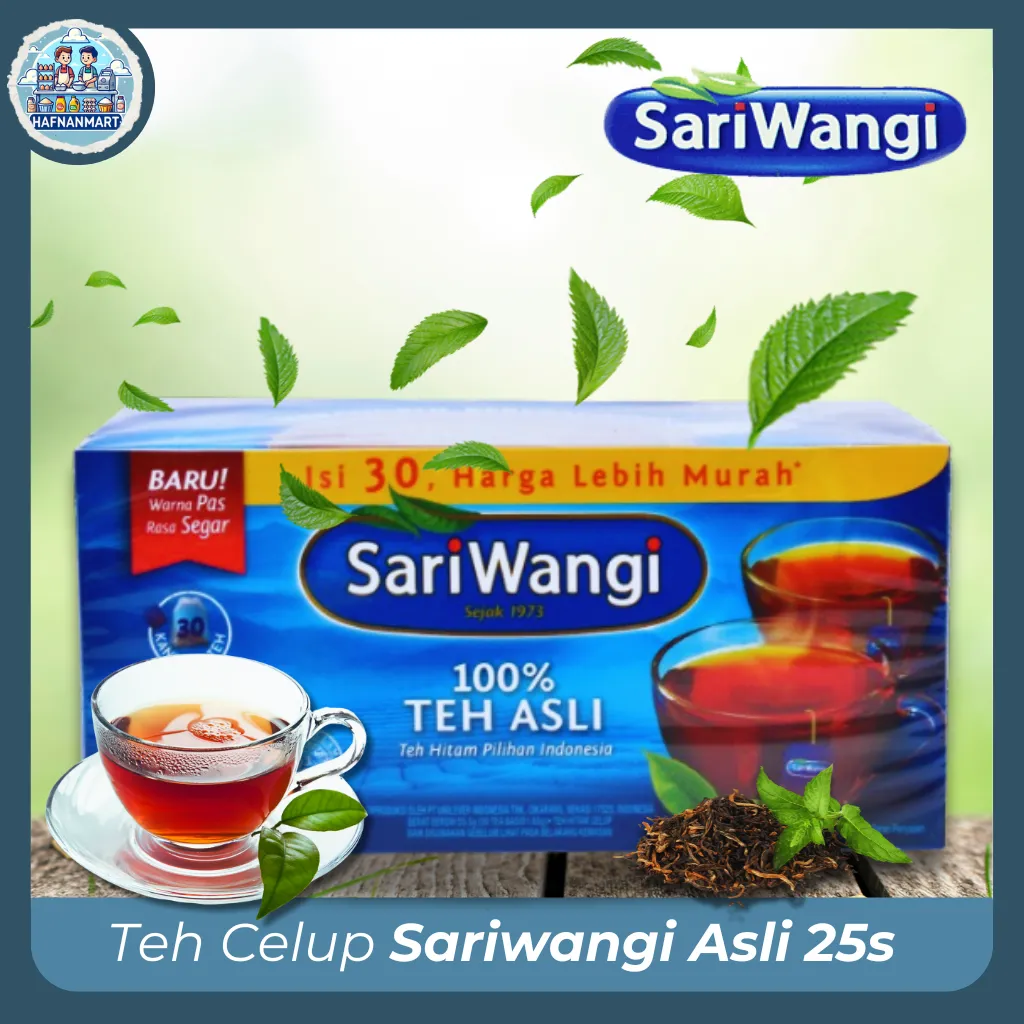 HAFNANMART
SariWangi
BARU!
Warna Pas
Rasa Segar
Isi 30, Harga Lebih Murah*
SariWangi
Sejak 1973
30
100%
TEH ASLI
Teh Hitam Pilihan Indonesia
Teh Celup Sariwangi Asli 25s